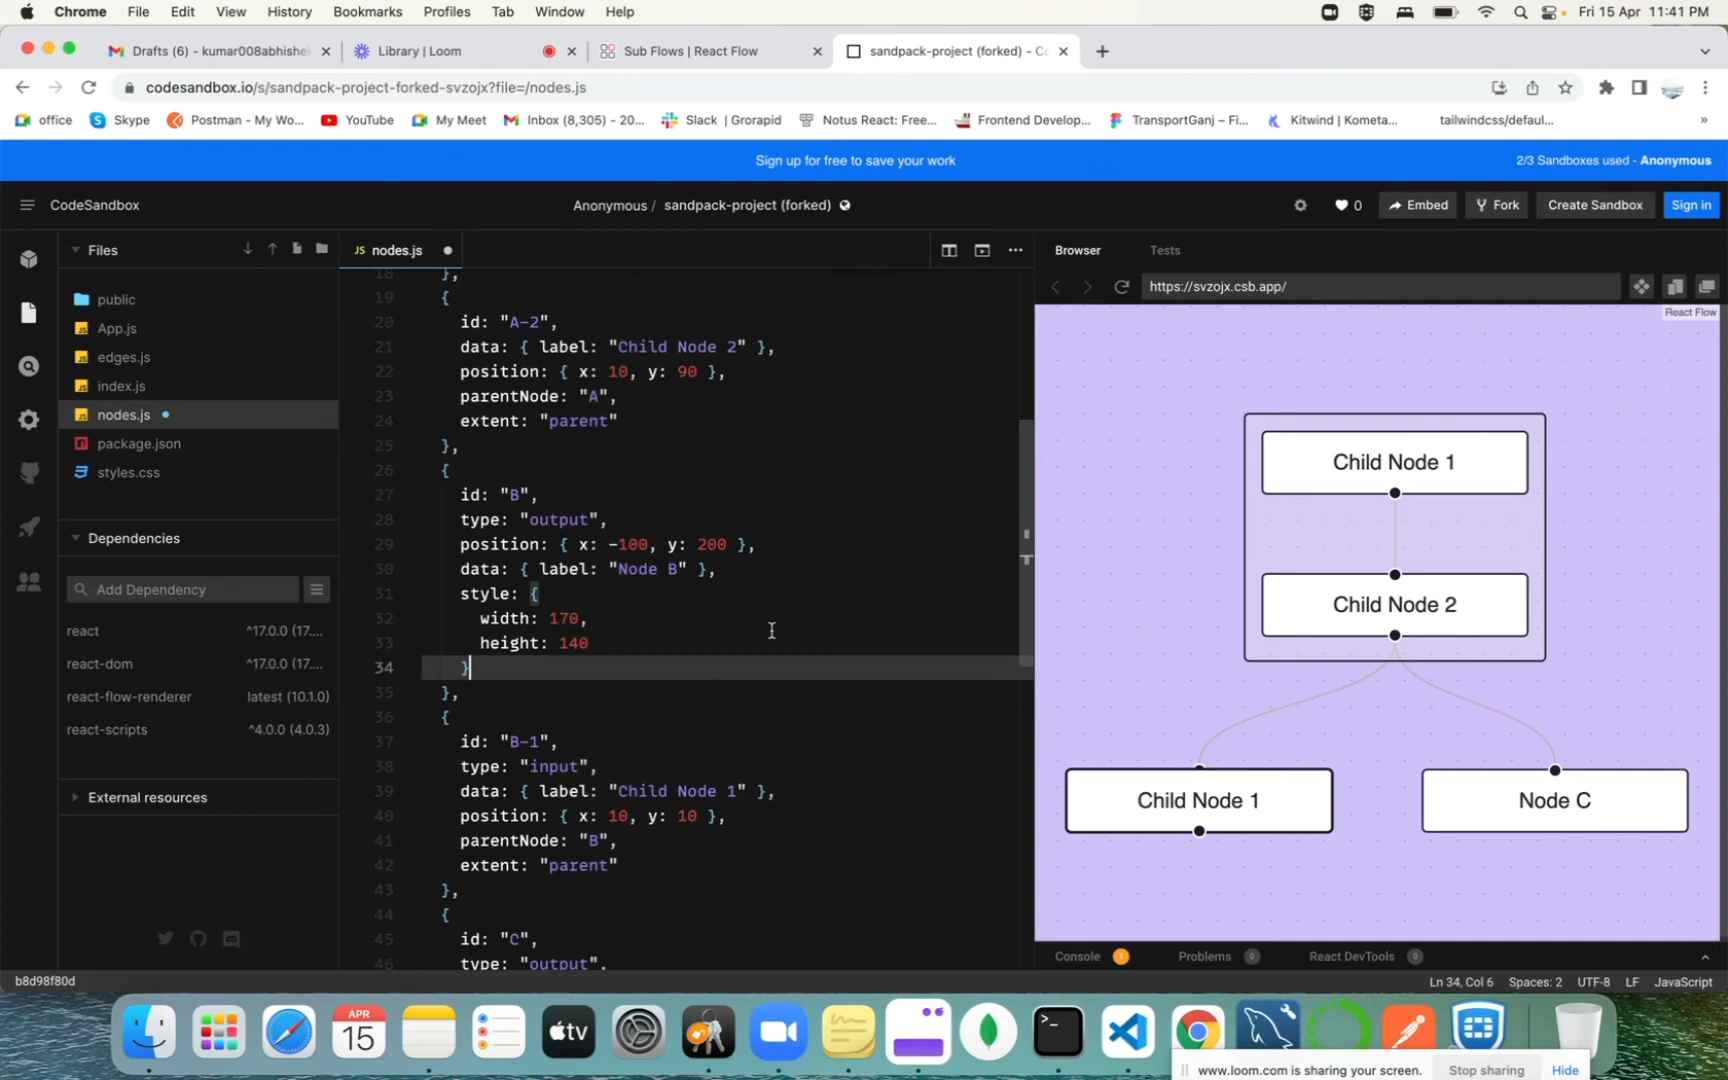 Chrome File Edit View History Bookmarks Profiles Tab Window Help Fri 15 Apr 11:41 PM
Drafts (6) - kumar008abhishek Library | Loom Sub Flows | React Flow sandpack-project (forked) - Co
codesandbox.io/s/sandpack-project-forked-svzojx?file=/nodes.js
office Skype Postman - My Wo... YouTube My Meet Inbox (8,305) - 20... Slack | Grorapid Notus React: Free... Frontend Develop... TransportGanj – Fi... Kitwind | Kometa... tailwindcss/defaul... »
Sign up for free to save your work 2/3 Sandboxes used - Anonymous
CodeSandbox Anonymous / sandpack-project (forked) 0 Embed Fork Create Sandbox Sign in
Files
public
App.js
edges.js
index.js
nodes.js
package.json
styles.css
Dependencies
Add Dependency
react ^17.0.0 (17....
react-dom ^17.0.0 (17....
react-flow-renderer latest (10.1.0)
react-scripts ^4.0.0 (4.0.3)
External resources
JS nodes.js
18 },
19 {
20 id: "A-2",
21 data: { label: "Child Node 2" },
22 position: { x: 10, y: 90 },
23 parentNode: "A",
24 extent: "parent"
25 },
26 {
27 id: "B",
28 type: "output",
29 position: { x: -100, y: 200 },
30 data: { label: "Node B" },
31 style: {
32 width: 170,
33 height: 140
34 }
35 },
36 {
37 id: "B-1",
38 type: "input",
39 data: { label: "Child Node 1" },
40 position: { x: 10, y: 10 },
41 parentNode: "B",
42 extent: "parent"
43 },
44 {
45 id: "C",
46 type: "output",
Browser Tests
https://svzojx.csb.app/
React Flow
Child Node 1
Child Node 2
Child Node 1 Node C
Console 1 Problems 0 React DevTools 0
b8d98f80d Ln 34, Col 6 Spaces: 2 UTF-8 LF JavaScript
APR
15
tv
www.loom.com is sharing your screen. Stop sharing Hide